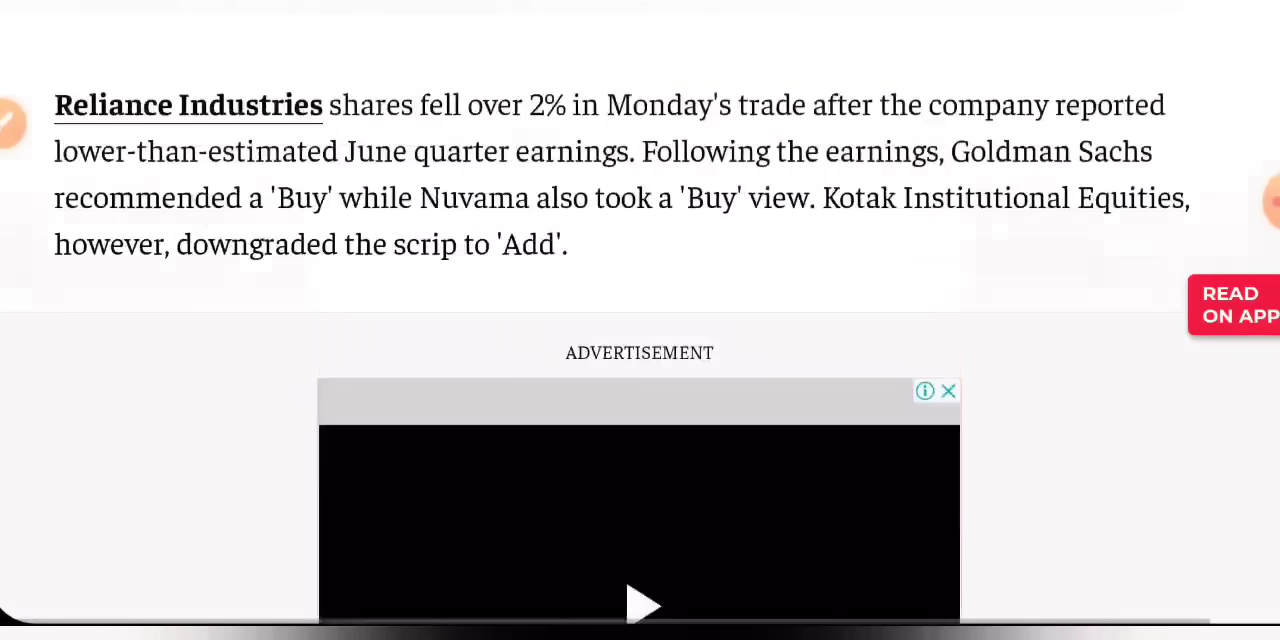 Reliance Industries shares fell over 2% in Monday's trade after the company reported
lower-than-estimated June quarter earnings. Following the earnings, Goldman Sachs
recommended a 'Buy' while Nuvama also took a 'Buy' view. Kotak Institutional Equities,
however, downgraded the scrip to 'Add'.
READ
ON APP
ADVERTISEMENT